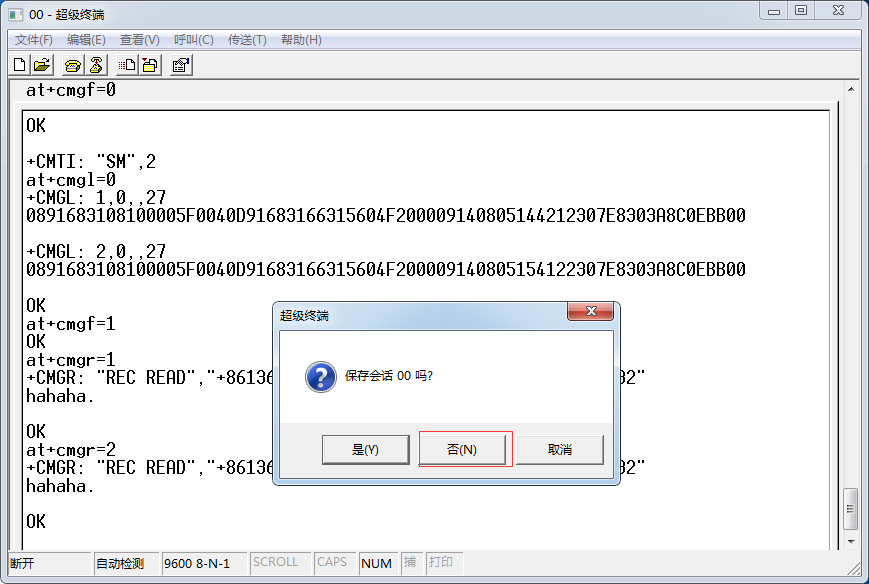 00 - 超级终端
文件(F) 编辑(E) 查看(V) 呼叫(C) 传送(T) 帮助(H)
at+cmgf=0
OK
+CMTI: "SM",2
at+cmgl=0
+CMGL: 1,0,,27
0891683108100005F0040D91683166315604F200009140805144212307E8303A8C0EBB00
+CMGL: 2,0,,27
0891683108100005F0040D91683166315604F200009140805154122307E8303A8C0EBB00
OK
at+cmgf=1
OK
at+cmgr=1
+CMGR: "REC READ","+86136 32"
hahaha.
OK
at+cmgr=2
+CMGR: "REC READ","+86136 32"
hahaha.
OK
超级终端
保存会话 00 吗?
是(Y) 否(N) 取消
断开 自动检测 9600 8-N-1 SCROLL CAPS NUM 捕 打印